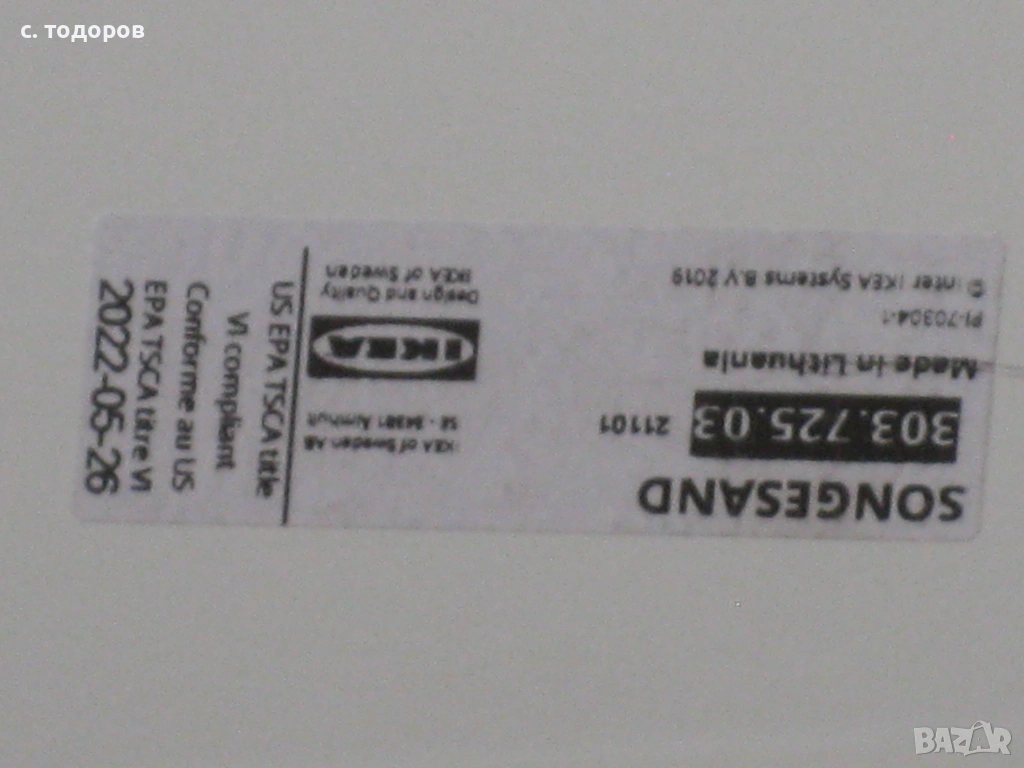 с. тодоров
SONGESAND
303.725.03 21101
Made in Lithuania
PI-70304-1
© Inter IKEA Systems B.V. 2019
IKEA of Sweden AB
SE - 34381 Älmhult
IKEA
Design and Quality
IKEA of Sweden
US EPA TSCA title
VI compliant
Conforme au US
EPA TSCA titre VI
2022-05-26
BAZAR